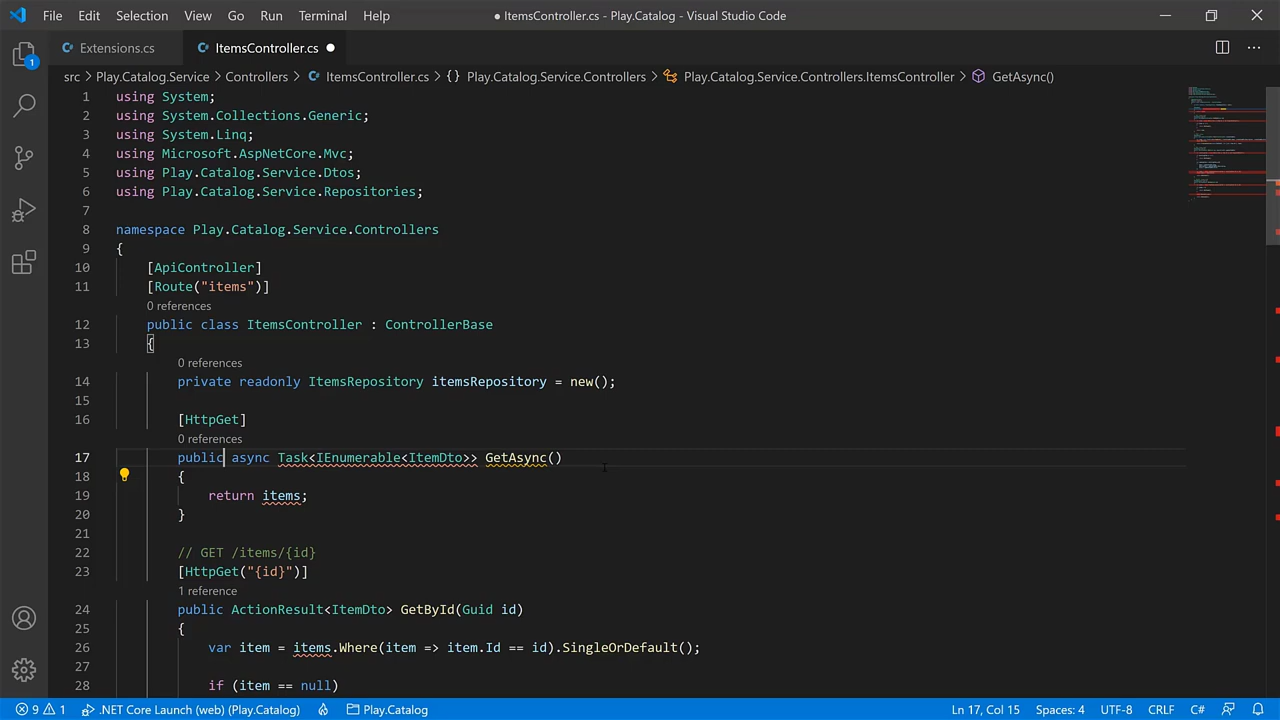 File Edit Selection View Go Run Terminal Help ● ItemsController.cs - Play.Catalog - Visual Studio Code
Extensions.cs ItemsController.cs
src > Play.Catalog.Service > Controllers > ItemsController.cs > {} Play.Catalog.Service.Controllers > Play.Catalog.Service.Controllers.ItemsController > GetAsync()
1 using System;
2 using System.Collections.Generic;
3 using System.Linq;
4 using Microsoft.AspNetCore.Mvc;
5 using Play.Catalog.Service.Dtos;
6 using Play.Catalog.Service.Repositories;
7
8 namespace Play.Catalog.Service.Controllers
9 {
10 [ApiController]
11 [Route("items")]
0 references
12 public class ItemsController : ControllerBase
13 {
0 references
14 private readonly ItemsRepository itemsRepository = new();
15
16 [HttpGet]
0 references
17 public async Task<IEnumerable<ItemDto>> GetAsync()
18 {
19 return items;
20 }
21
22 // GET /items/{id}
23 [HttpGet("{id}")]
1 reference
24 public ActionResult<ItemDto> GetById(Guid id)
25 {
26 var item = items.Where(item => item.Id == id).SingleOrDefault();
27
28 if (item == null)
9 1 .NET Core Launch (web) (Play.Catalog) Play.Catalog Ln 17, Col 15 Spaces: 4 UTF-8 CRLF C#